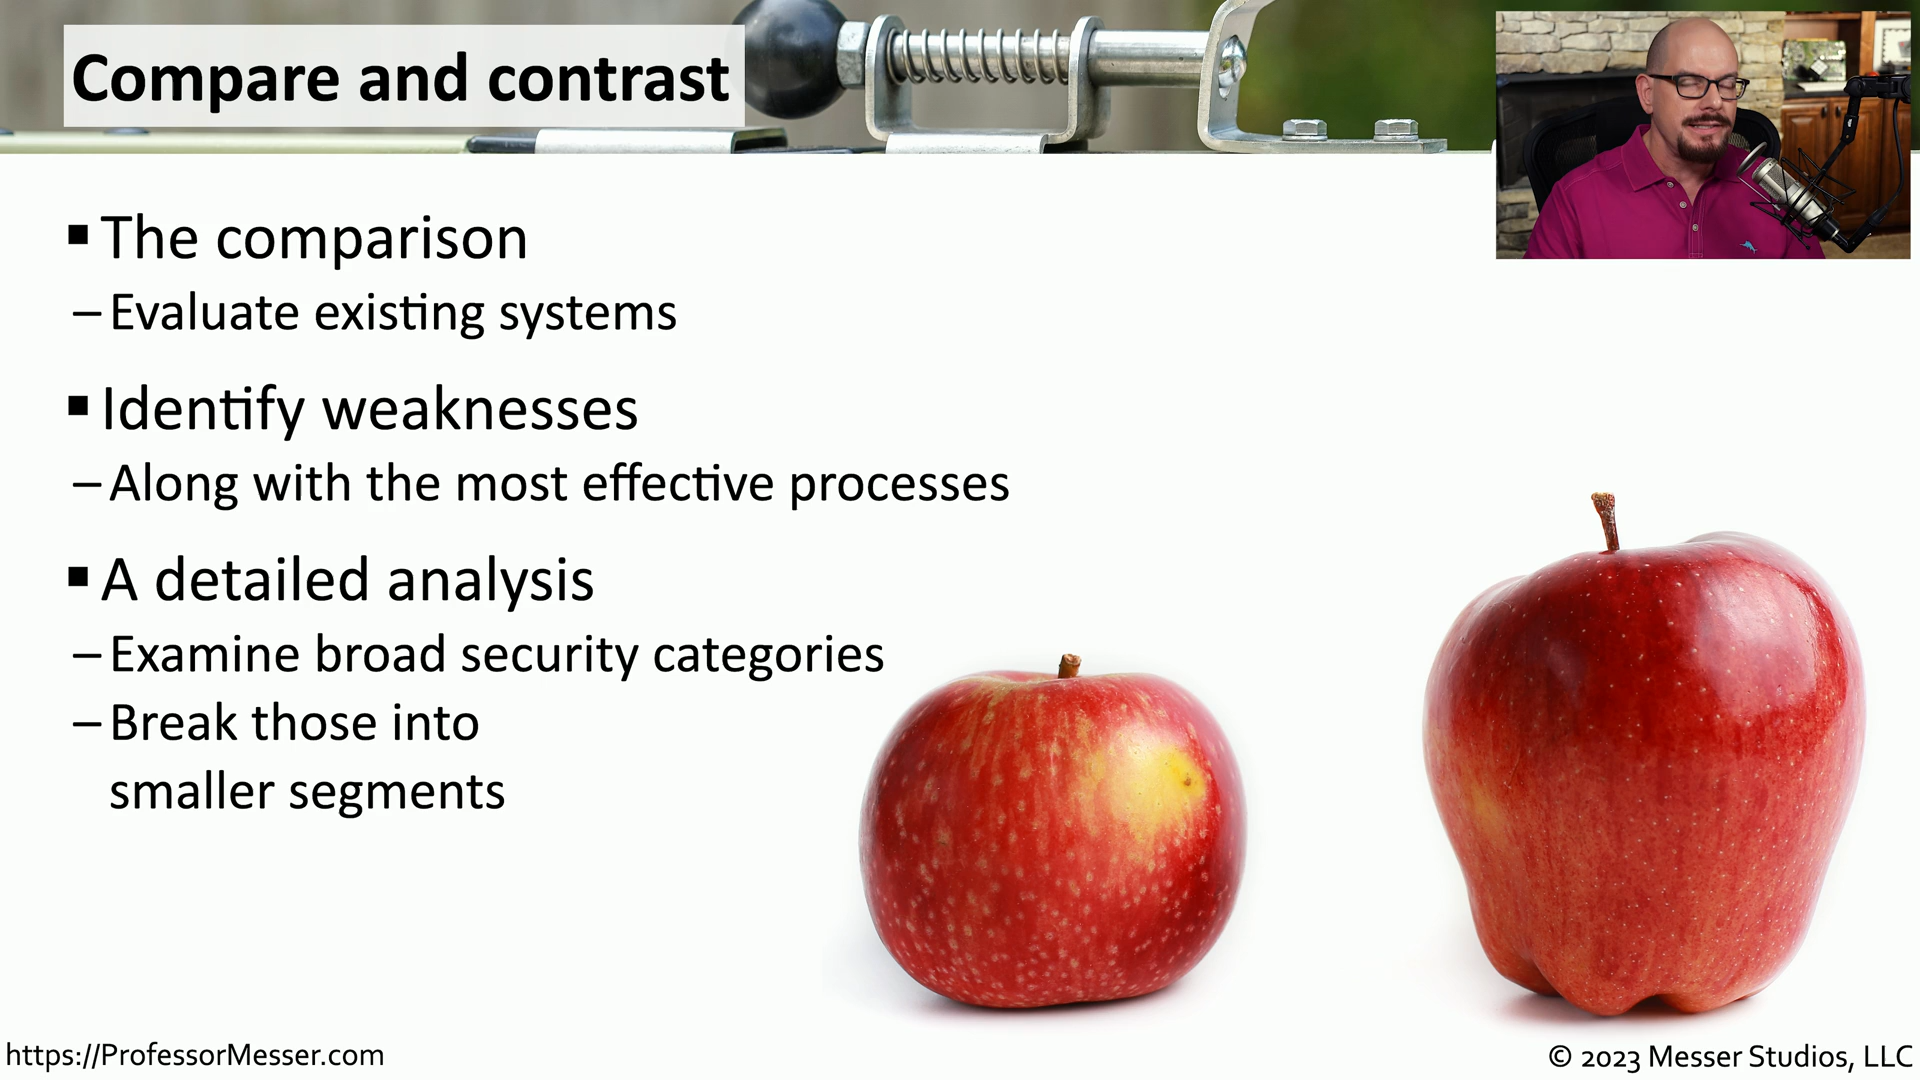 Compare and contrast
▪ The comparison
– Evaluate existing systems
▪ Identify weaknesses
– Along with the most effective processes
▪ A detailed analysis
– Examine broad security categories
– Break those into
smaller segments
https://ProfessorMesser.com
© 2023 Messer Studios, LLC